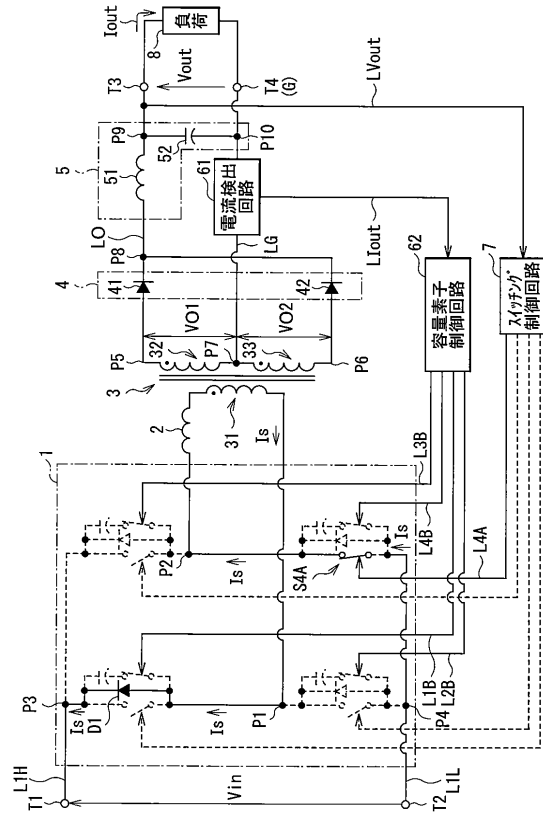 Iout
8
負荷
T3
Vout
T4
(G)
LVout
P9
52
P10
5
51
61
電流検出
回路
LO
LG
LIout
P8
4
41
42
62
容量素子
制御回路
7
スイッチング
制御回路
VO1
VO2
P5
32
P7
33
P6
3
31
2
Is
1
L3B
L4B
L4A
P2
Is
S4A
Is
L1B
L2B
P3
Is
D1
Is
P1
P4
L1H
L1L
T1
Vin
T2